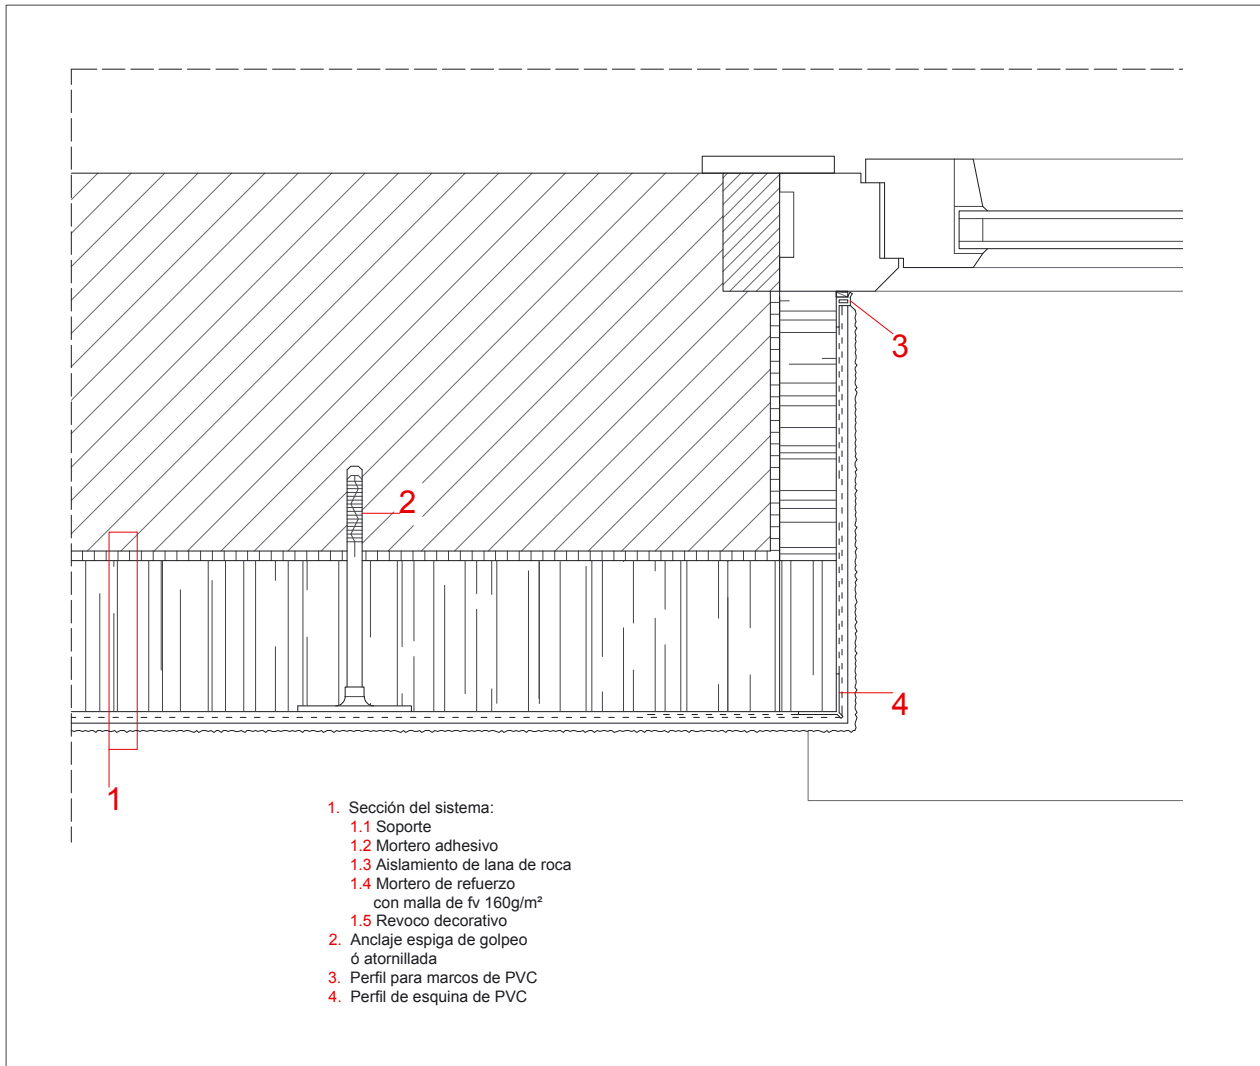 3
2
4
1
1. Sección del sistema:
1.1 Soporte
1.2 Mortero adhesivo
1.3 Aislamiento de lana de roca
1.4 Mortero de refuerzo
con malla de fv 160g/m²
1.5 Revoco decorativo
2. Anclaje espiga de golpeo
ó atornillada
3. Perfil para marcos de PVC
4. Perfil de esquina de PVC